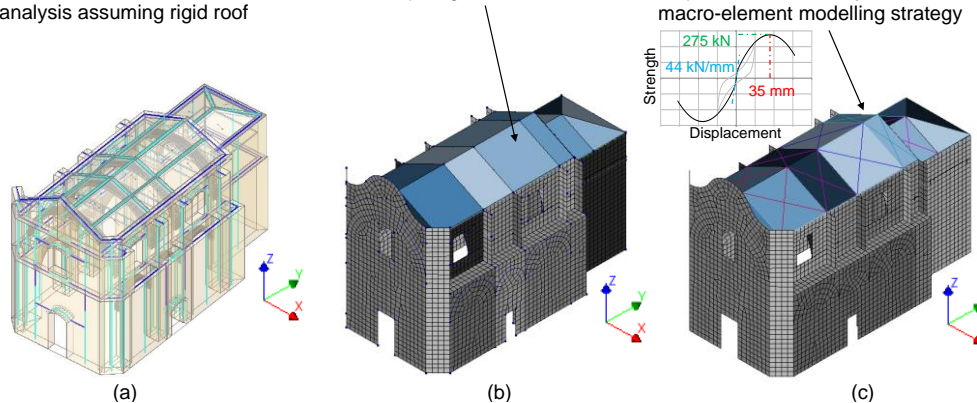 analysis assuming rigid roof
macro-element modelling strategy
275 kN
44 kN/mm
35 mm
Strength
Displacement
Z
Y
X
Z
Y
X
Z
Y
X
(a)
(b)
(c)